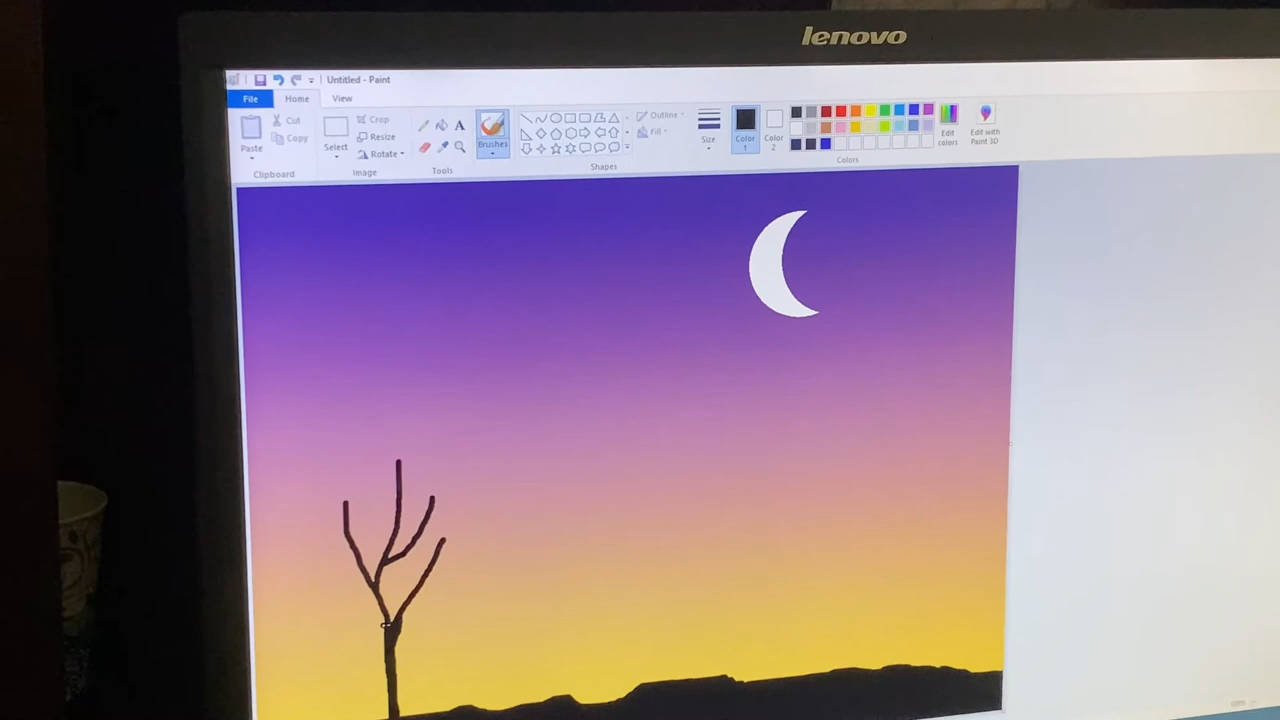 lenovo
Untitled - Paint
File Home View
Paste
Cut
Copy
Clipboard
Select
Crop
Resize
Rotate
Image
A
Tools
Brushes
Shapes
Outline
Fill
Size
Color 1
Color 2
Colors
Edit colors
Edit with Paint 3D